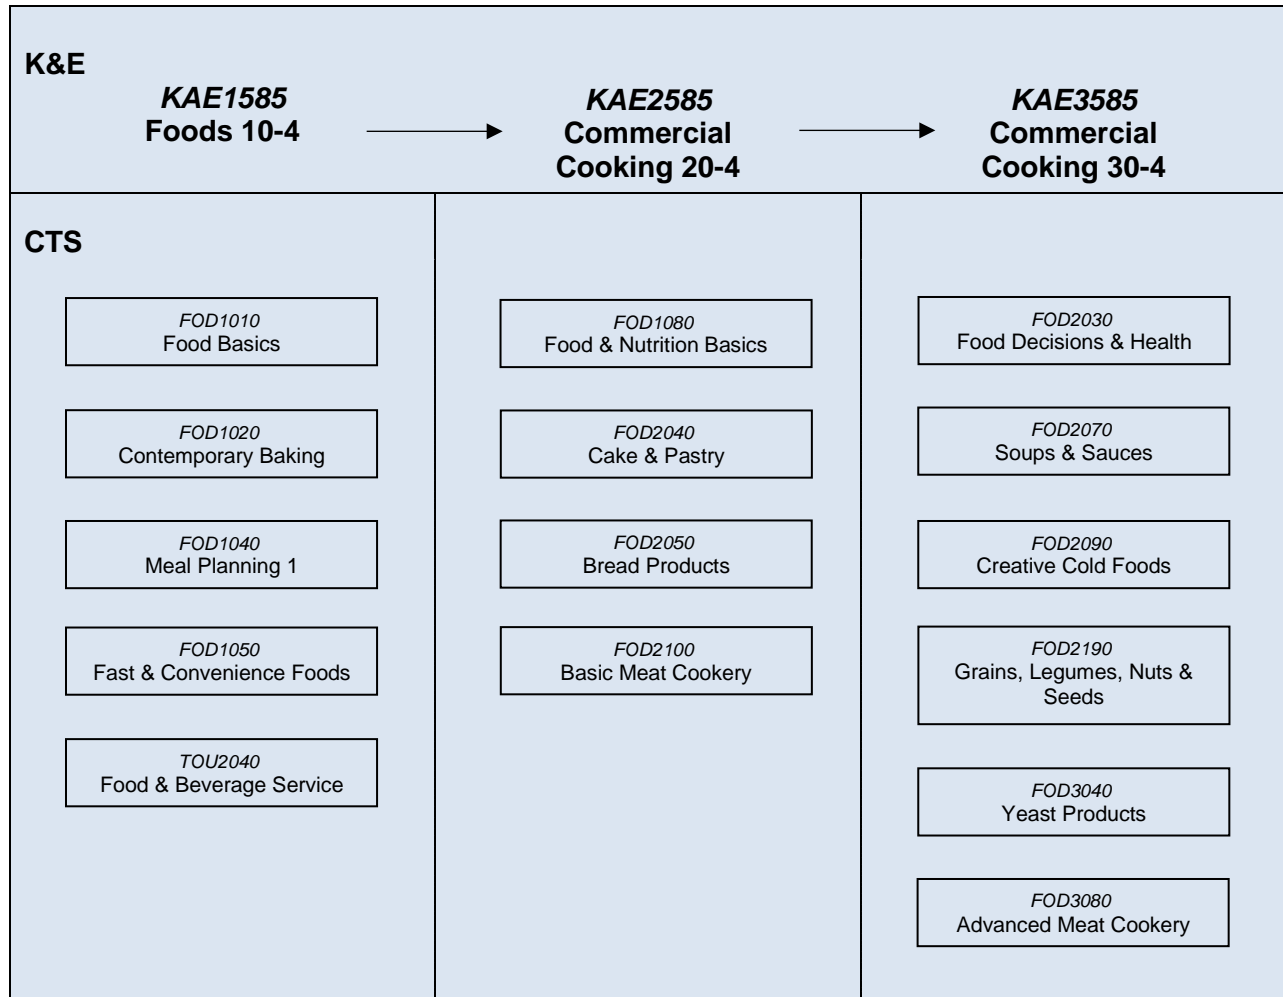 K&E
KAE1585
Foods 10-4
KAE2585
Commercial
Cooking 20-4
KAE3585
Commercial
Cooking 30-4
CTS
FOD1010
Food Basics
FOD1020
Contemporary Baking
FOD1040
Meal Planning 1
FOD1050
Fast & Convenience Foods
TOU2040
Food & Beverage Service
FOD1080
Food & Nutrition Basics
FOD2040
Cake & Pastry
FOD2050
Bread Products
FOD2100
Basic Meat Cookery
FOD2030
Food Decisions & Health
FOD2070
Soups & Sauces
FOD2090
Creative Cold Foods
FOD2190
Grains, Legumes, Nuts &
Seeds
FOD3040
Yeast Products
FOD3080
Advanced Meat Cookery